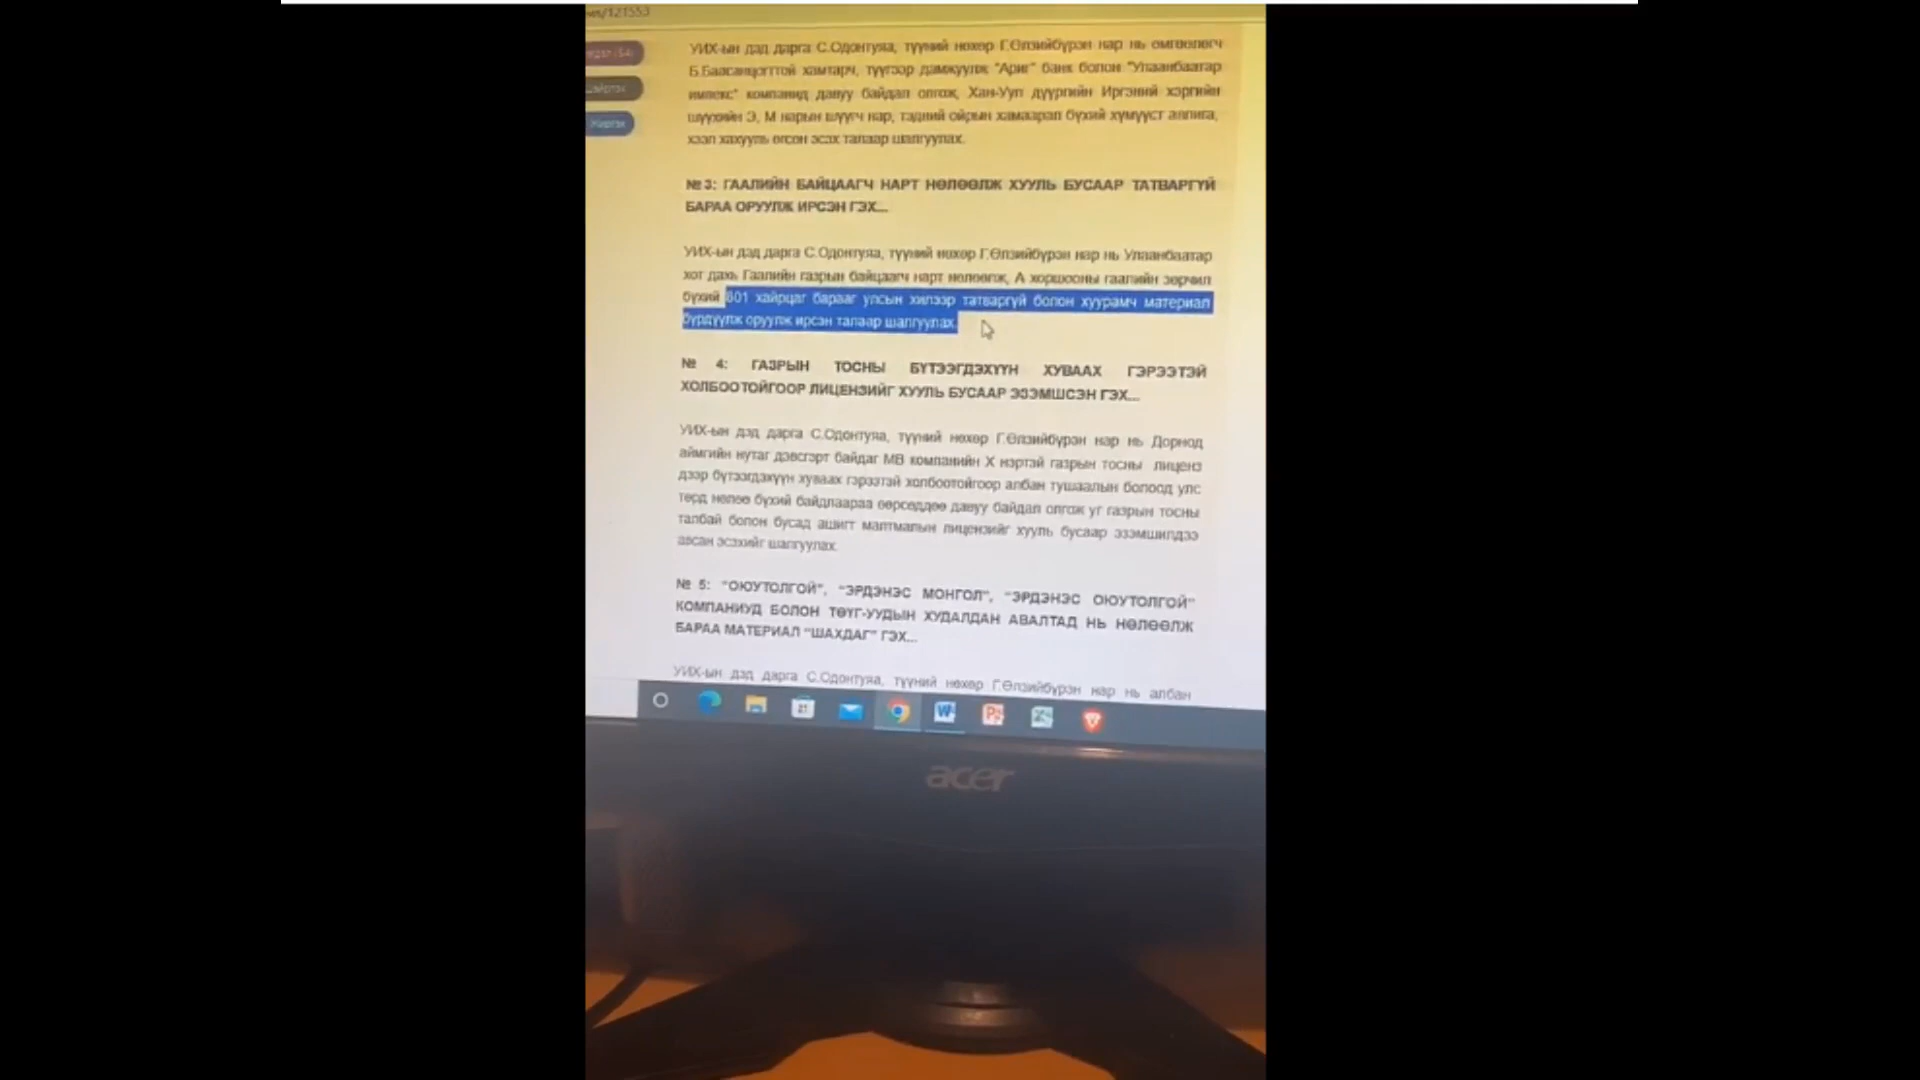 /121553
УИХ-ын дэд дарга С.Одонтуяа, түүний нөхөр Г.Өлзийбүрэн нар нь өмгөөлөгч
Б.Баасанцогттой хамтарч, түүгээр дамжуулж "Ариг" банк болон "Улаанбаатар
импекс" компанид давуу байдал олгож, Хан-Уул дүүргийн Иргэний хэргийн
шүүхийн Э, М нарын шүүгч нар, тэдний ойрын хамаарал бүхий хүмүүст авлига,
хээл хахууль өгсөн эсэх талаар шалгуулах.
№3: ГААЛИЙН БАЙЦААГЧ НАРТ НӨЛӨӨЛЖ ХУУЛЬ БУСААР ТАТВАРГҮЙ
БАРАА ОРУУЛЖ ИРСЭН ГЭХ...
УИХ-ын дэд дарга С.Одонтуяа, түүний нөхөр Г.Өлзийбүрэн нар нь Улаанбаатар
хот дахь Гаалийн газрын байцаагч нарт нөлөөлж, А хоршооны гаалийн зөрчил
бүхий 601 хайрцаг барааг улсын хилээр татваргүй болон хуурамч материал
бүрдүүлж оруулж ирсэн талаар шалгуулах.
№ 4: ГАЗРЫН ТОСНЫ БҮТЭЭГДЭХҮҮН ХУВААХ ГЭРЭЭТЭЙ
ХОЛБООТОЙГООР ЛИЦЕНЗИЙГ ХУУЛЬ БУСААР ЭЗЭМШСЭН ГЭХ...
УИХ-ын дэд дарга С.Одонтуяа, түүний нөхөр Г.Өлзийбүрэн нар нь Дорнод
аймгийн нутаг дэвсгэрт байдаг МВ компанийн Х нэртэй газрын тосны лиценз
дээр бүтээгдэхүүн хуваах гэрээтэй холбоотойгоор албан тушаалын болоод улс
төрд нөлөө бүхий байдлаараа өөрсөддөө давуу байдал олгож уг газрын тосны
талбай болон бусад ашигт малтмалын лицензийг хууль бусаар эзэмшилдээ
авсан эсэхийг шалгуулах.
№ 5: "ОЮУТОЛГОЙ", "ЭРДЭНЭС МОНГОЛ", "ЭРДЭНЭС ОЮУТОЛГОЙ"
КОМПАНИУД БОЛОН ТӨҮГ-УУДЫН ХУДАЛДАН АВАЛТАД НЬ НӨЛӨӨЛЖ
БАРАА МАТЕРИАЛ "ШАХДАГ" ГЭХ...
УИХ-ын дэд дарга С.Одонтуяа, түүний нөхөр Г.Өлзийбүрэн нар нь албан
acer